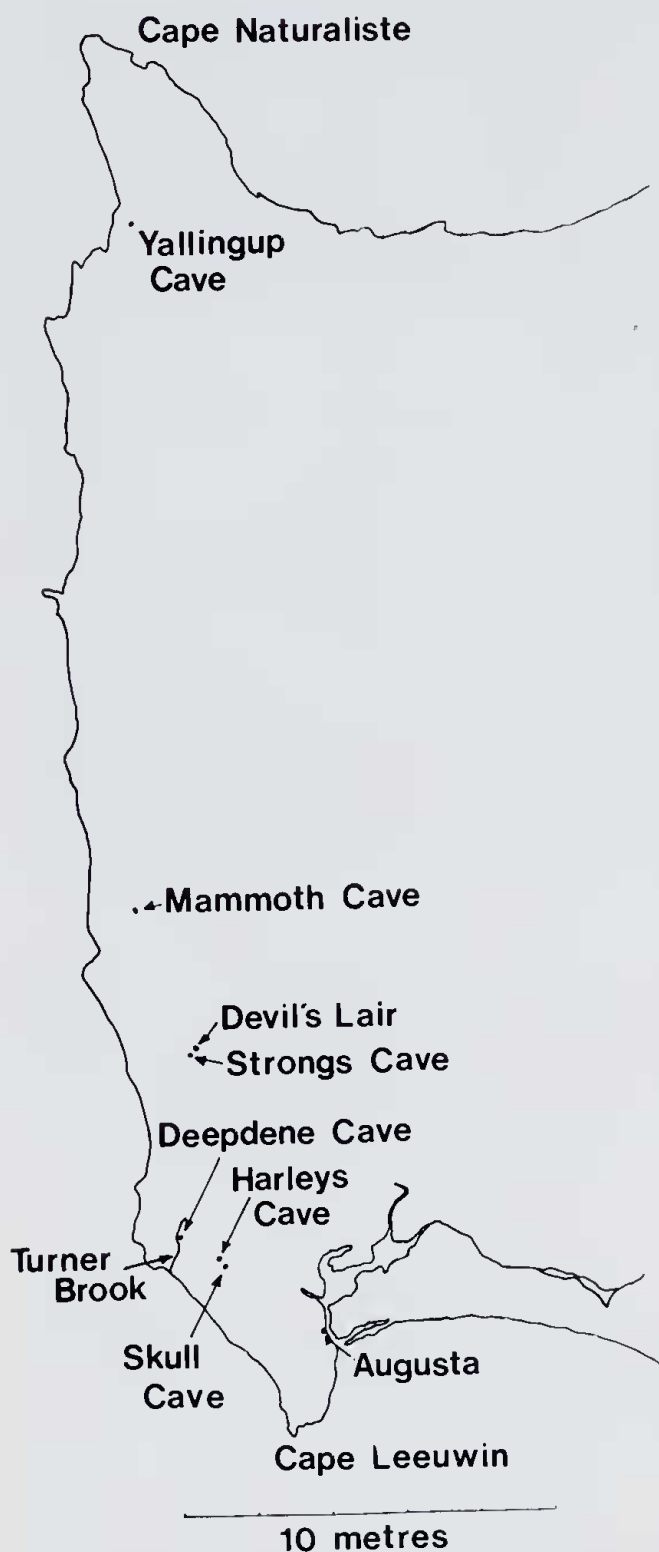 Cape Naturaliste
Yallingup
Cave
Mammoth Cave
Devil's Lair
Strongs Cave
Deepdene Cave
Harleys
Cave
Turner
Brook
Skull
Cave
Augusta
Cape Leeuwin
10 metres